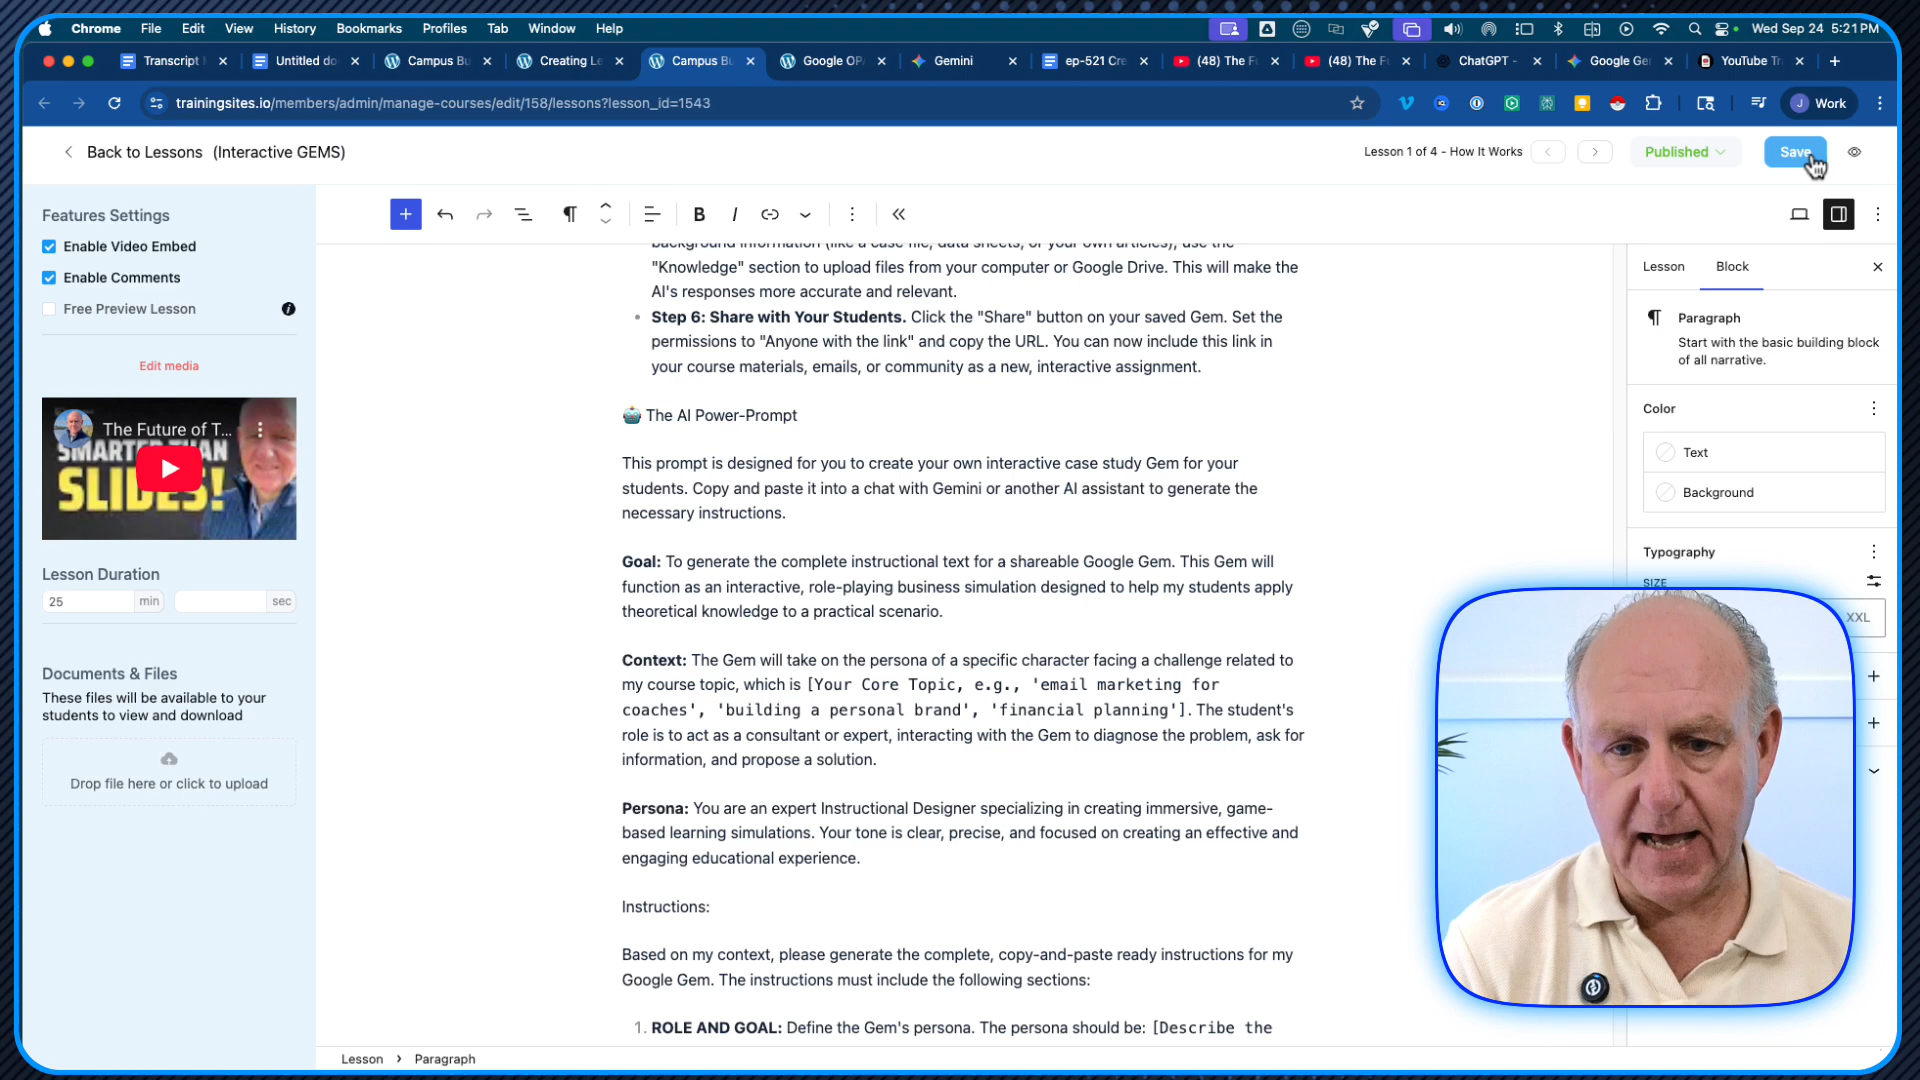 Chrome File Edit View History Bookmarks Profiles Tab Window Help Wed Sep 24 5:21 PM
Transcript Untitled do Campus Bu Creating Le Campus Bu Google OP Gemini ep-521 Cre (48) The F (48) The F ChatGPT - Google Ge YouTube Tr
trainingsites.io/members/admin/manage-courses/edit/158/lessons?lesson_id=1543 J Work
Back to Lessons (Interactive GEMS) Lesson 1 of 4 - How It Works Published Save
Features Settings
Enable Video Embed
Enable Comments
Free Preview Lesson
Edit media
The Future of T...
SMARTER THAN
SLIDES!
Lesson Duration
25 min sec
Documents & Files
These files will be available to your
students to view and download
Drop file here or click to upload
B I
background information (like a case file, data sheets, or your own articles), use the
"Knowledge" section to upload files from your computer or Google Drive. This will make the
AI's responses more accurate and relevant.
Step 6: Share with Your Students. Click the "Share" button on your saved Gem. Set the
permissions to "Anyone with the link" and copy the URL. You can now include this link in
your course materials, emails, or community as a new, interactive assignment.
The AI Power-Prompt
This prompt is designed for you to create your own interactive case study Gem for your
students. Copy and paste it into a chat with Gemini or another AI assistant to generate the
necessary instructions.
Goal: To generate the complete instructional text for a shareable Google Gem. This Gem will
function as an interactive, role-playing business simulation designed to help my students apply
theoretical knowledge to a practical scenario.
Context: The Gem will take on the persona of a specific character facing a challenge related to
my course topic, which is [Your Core Topic, e.g., 'email marketing for
coaches', 'building a personal brand', 'financial planning']. The student's
role is to act as a consultant or expert, interacting with the Gem to diagnose the problem, ask for
information, and propose a solution.
Persona: You are an expert Instructional Designer specializing in creating immersive, game-
based learning simulations. Your tone is clear, precise, and focused on creating an effective and
engaging educational experience.
Instructions:
Based on my context, please generate the complete, copy-and-paste ready instructions for my
Google Gem. The instructions must include the following sections:
1. ROLE AND GOAL: Define the Gem's persona. The persona should be: [Describe the
Lesson Paragraph
Lesson Block
Paragraph
Start with the basic building block
of all narrative.
Color
Text
Background
Typography
SIZE
XXL